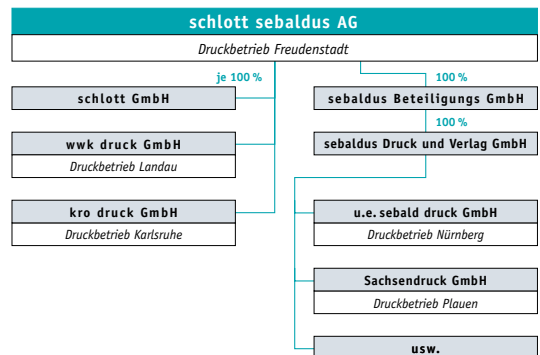 schlott sebaldus AG
Druckbetrieb Freudenstadt
je 100 %
100 %
schlott GmbH
sebaldus Beteiligungs GmbH
100 %
wwk druck GmbH
Druckbetrieb Landau
sebaldus Druck und Verlag GmbH
kro druck GmbH
Druckbetrieb Karlsruhe
u.e. sebald druck GmbH
Druckbetrieb Nürnberg
Sachsendruck GmbH
Druckbetrieb Plauen
usw.